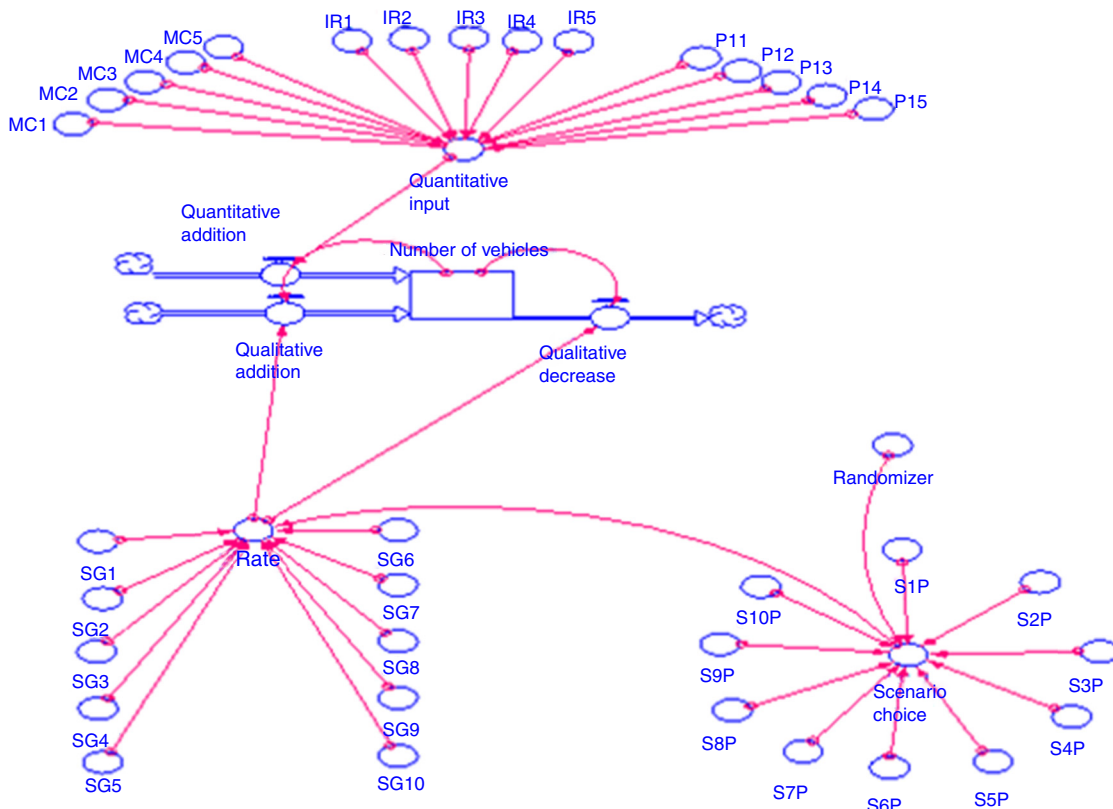 IR1
IR2
IR3
IR4
IR5
MC5
MC4
MC3
MC2
MC1
P11
P12
P13
P14
P15
Quantitative
input
Quantitative
addition
Number of vehicles
Qualitative
addition
Qualitative
decrease
Randomizer
Rate
SG1
SG2
SG3
SG4
SG5
SG6
SG7
SG8
SG9
SG10
S1P
S2P
S3P
S4P
S5P
S6P
S7P
S8P
S9P
S10P
Scenario
choice